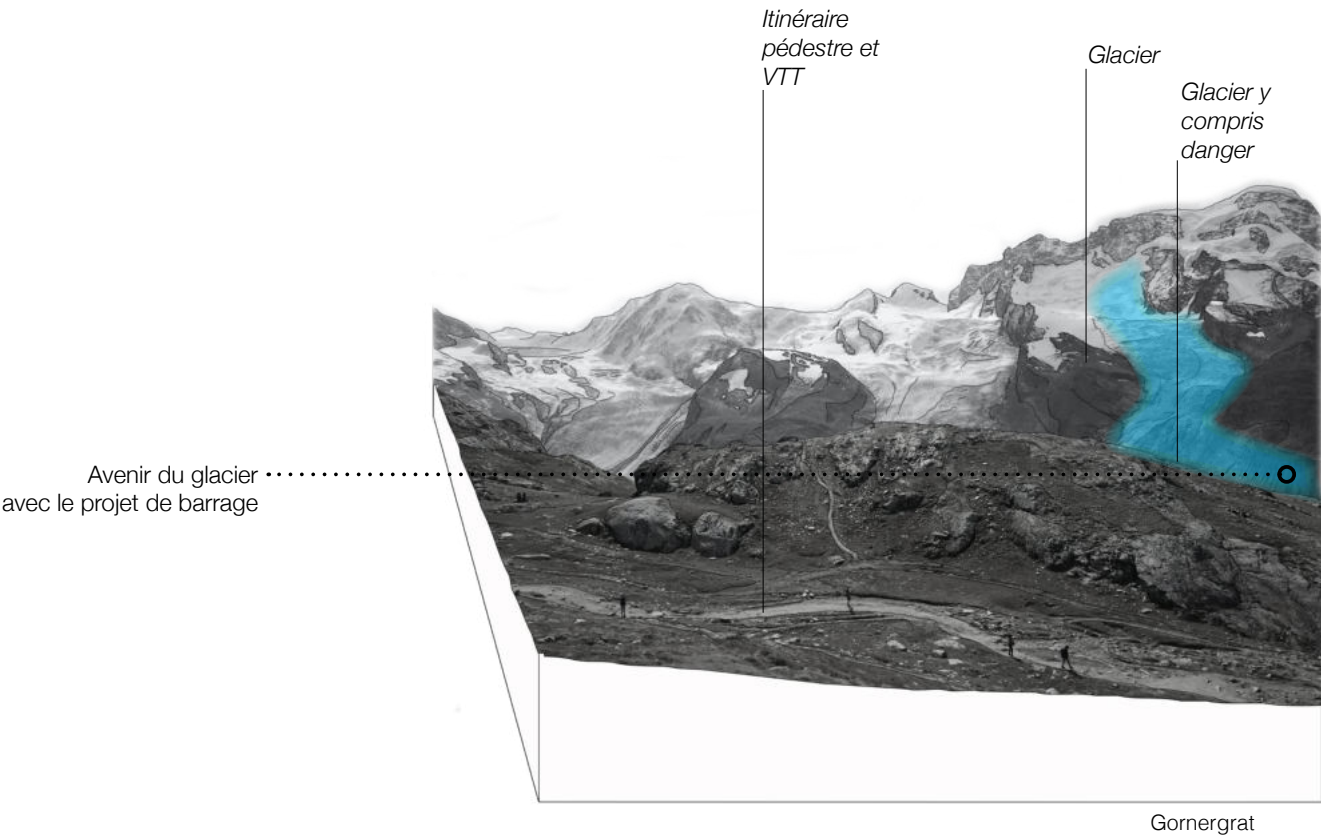 Itinéraire
pédestre et
VTT
Glacier
Glacier y
compris
danger
Avenir du glacier
avec le projet de barrage
Gornergrat